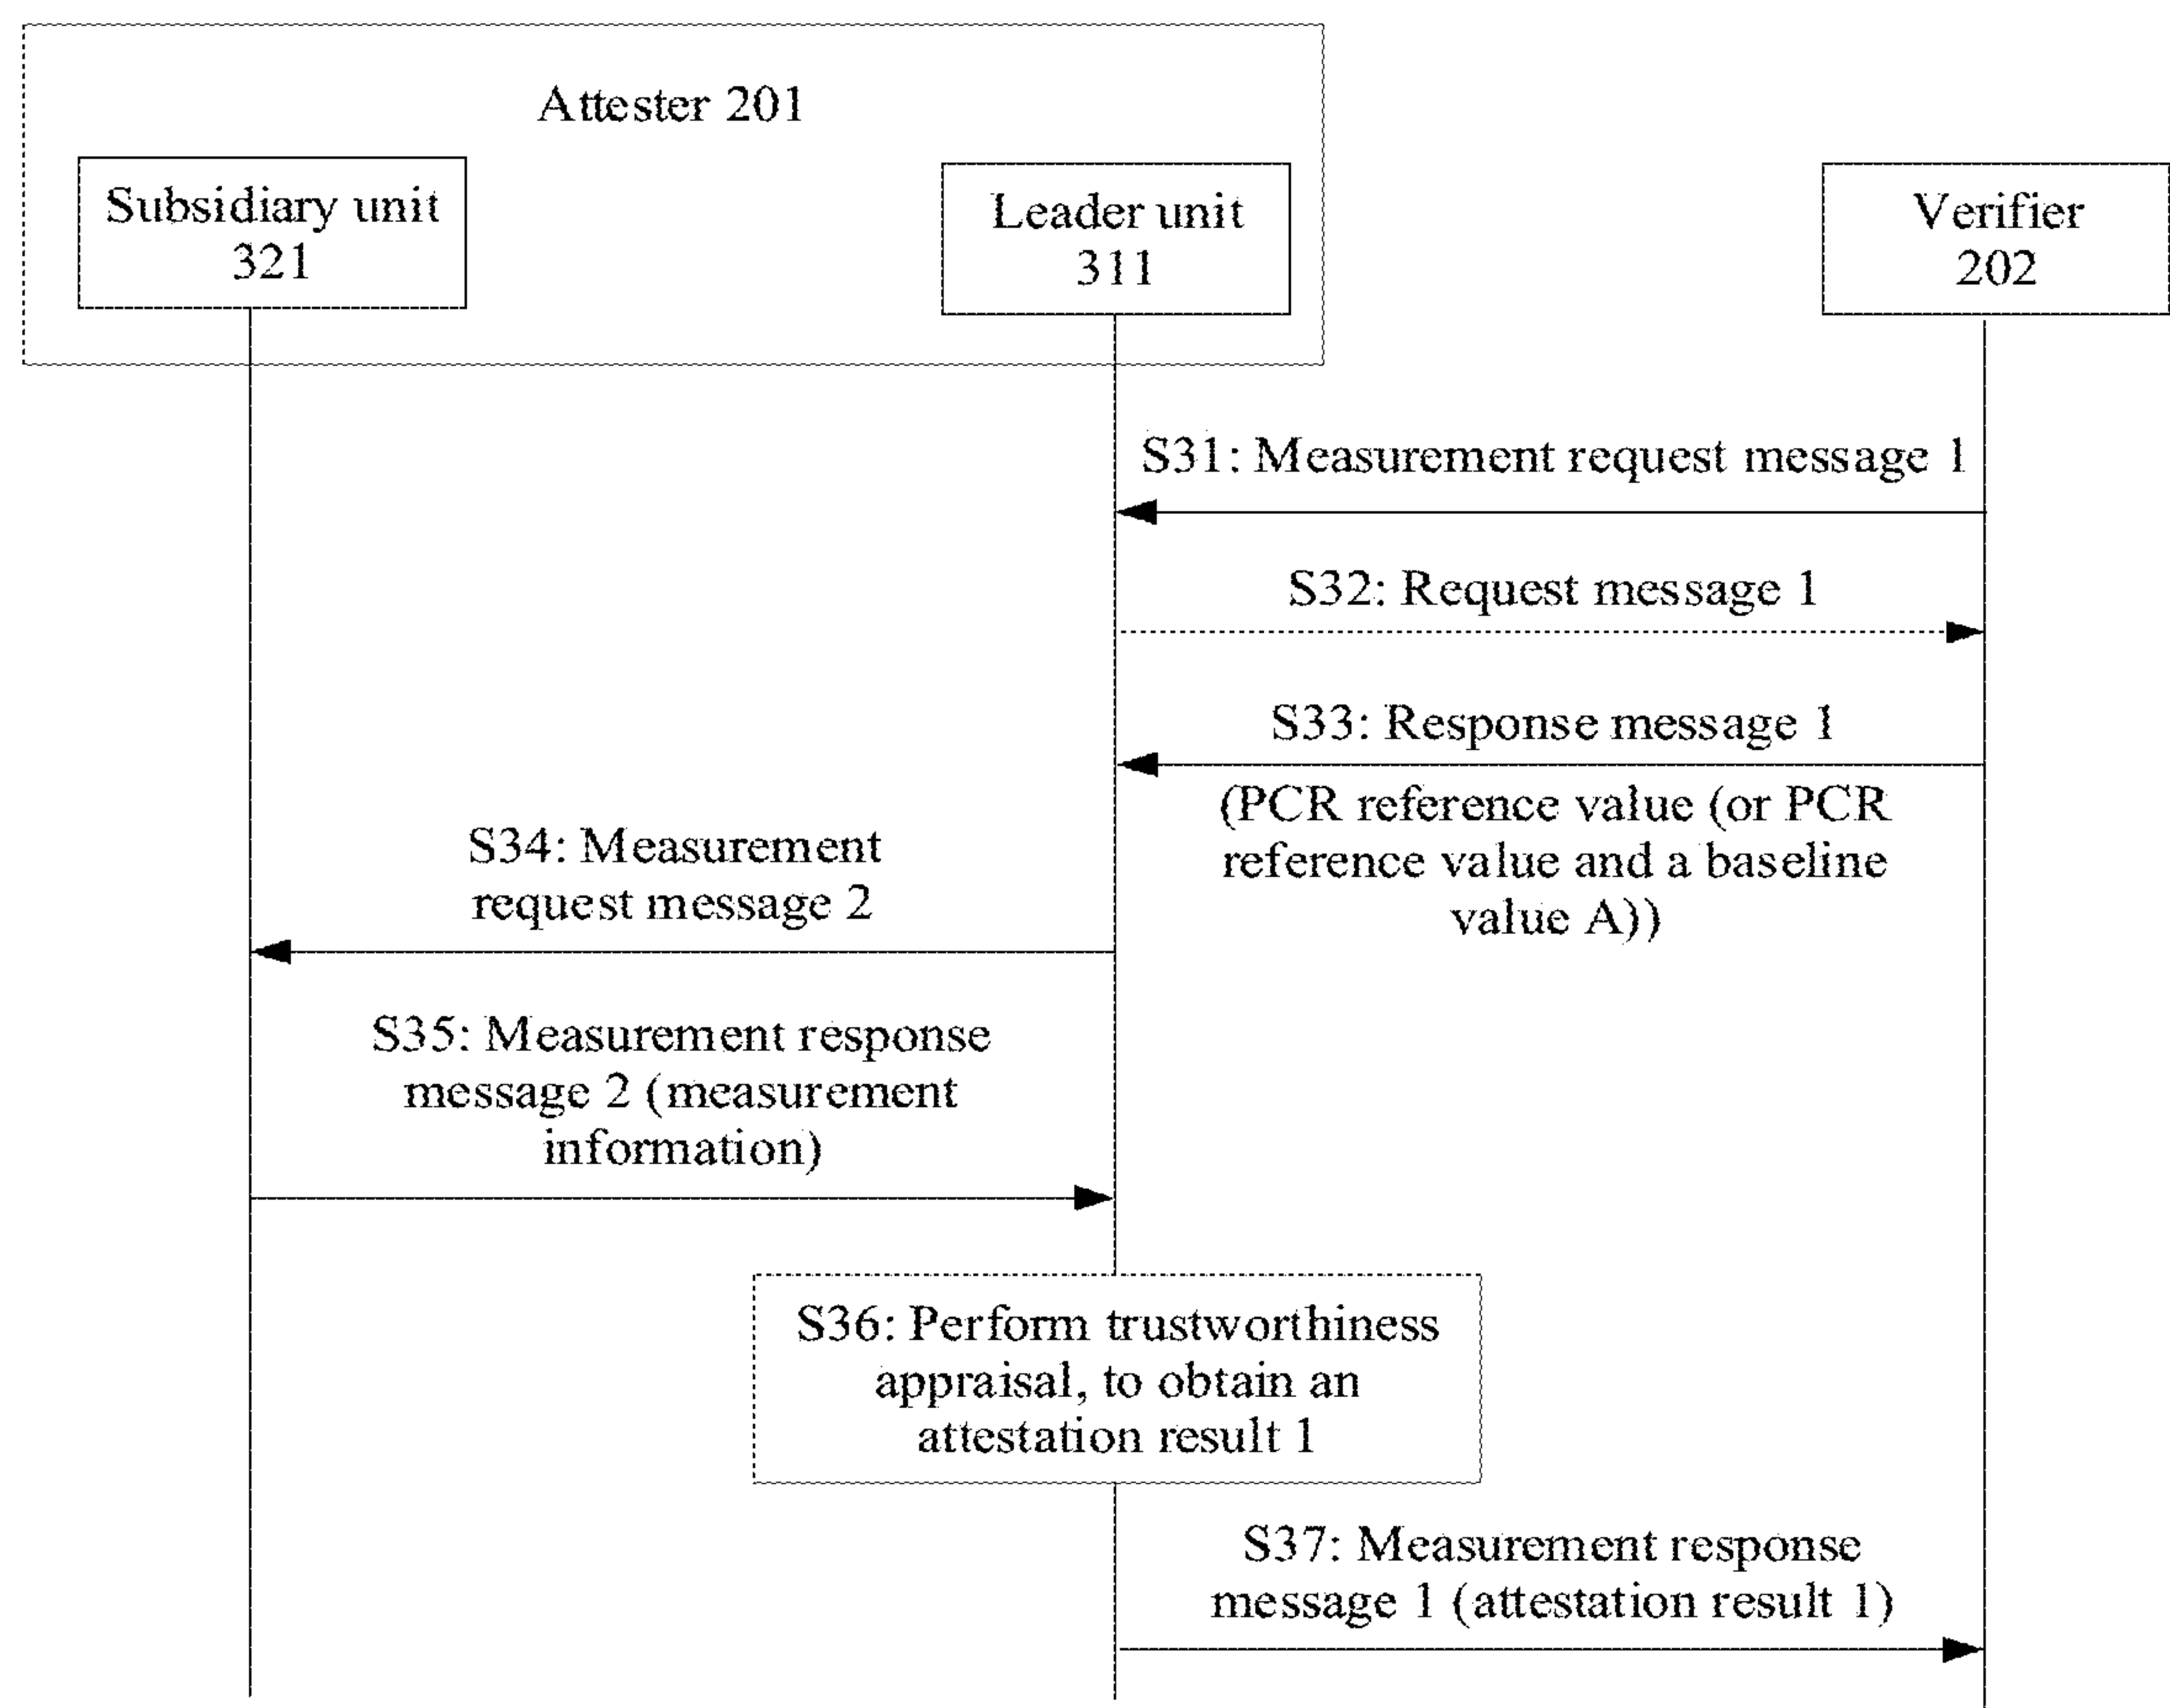 Attester 201
Subsidiary unit
321
Leader unit
311
Verifier
202
S31: Measurement request message 1
S32: Request message 1
S33: Response message 1
(PCR reference value (or PCR
reference value and a baseline
value A))
S34: Measurement
request message 2
S35: Measurement response
message 2 (measurement
information)
S36: Perform trustworthiness
appraisal, to obtain an
attestation result 1
S37: Measurement response
message 1 (attestation result 1)